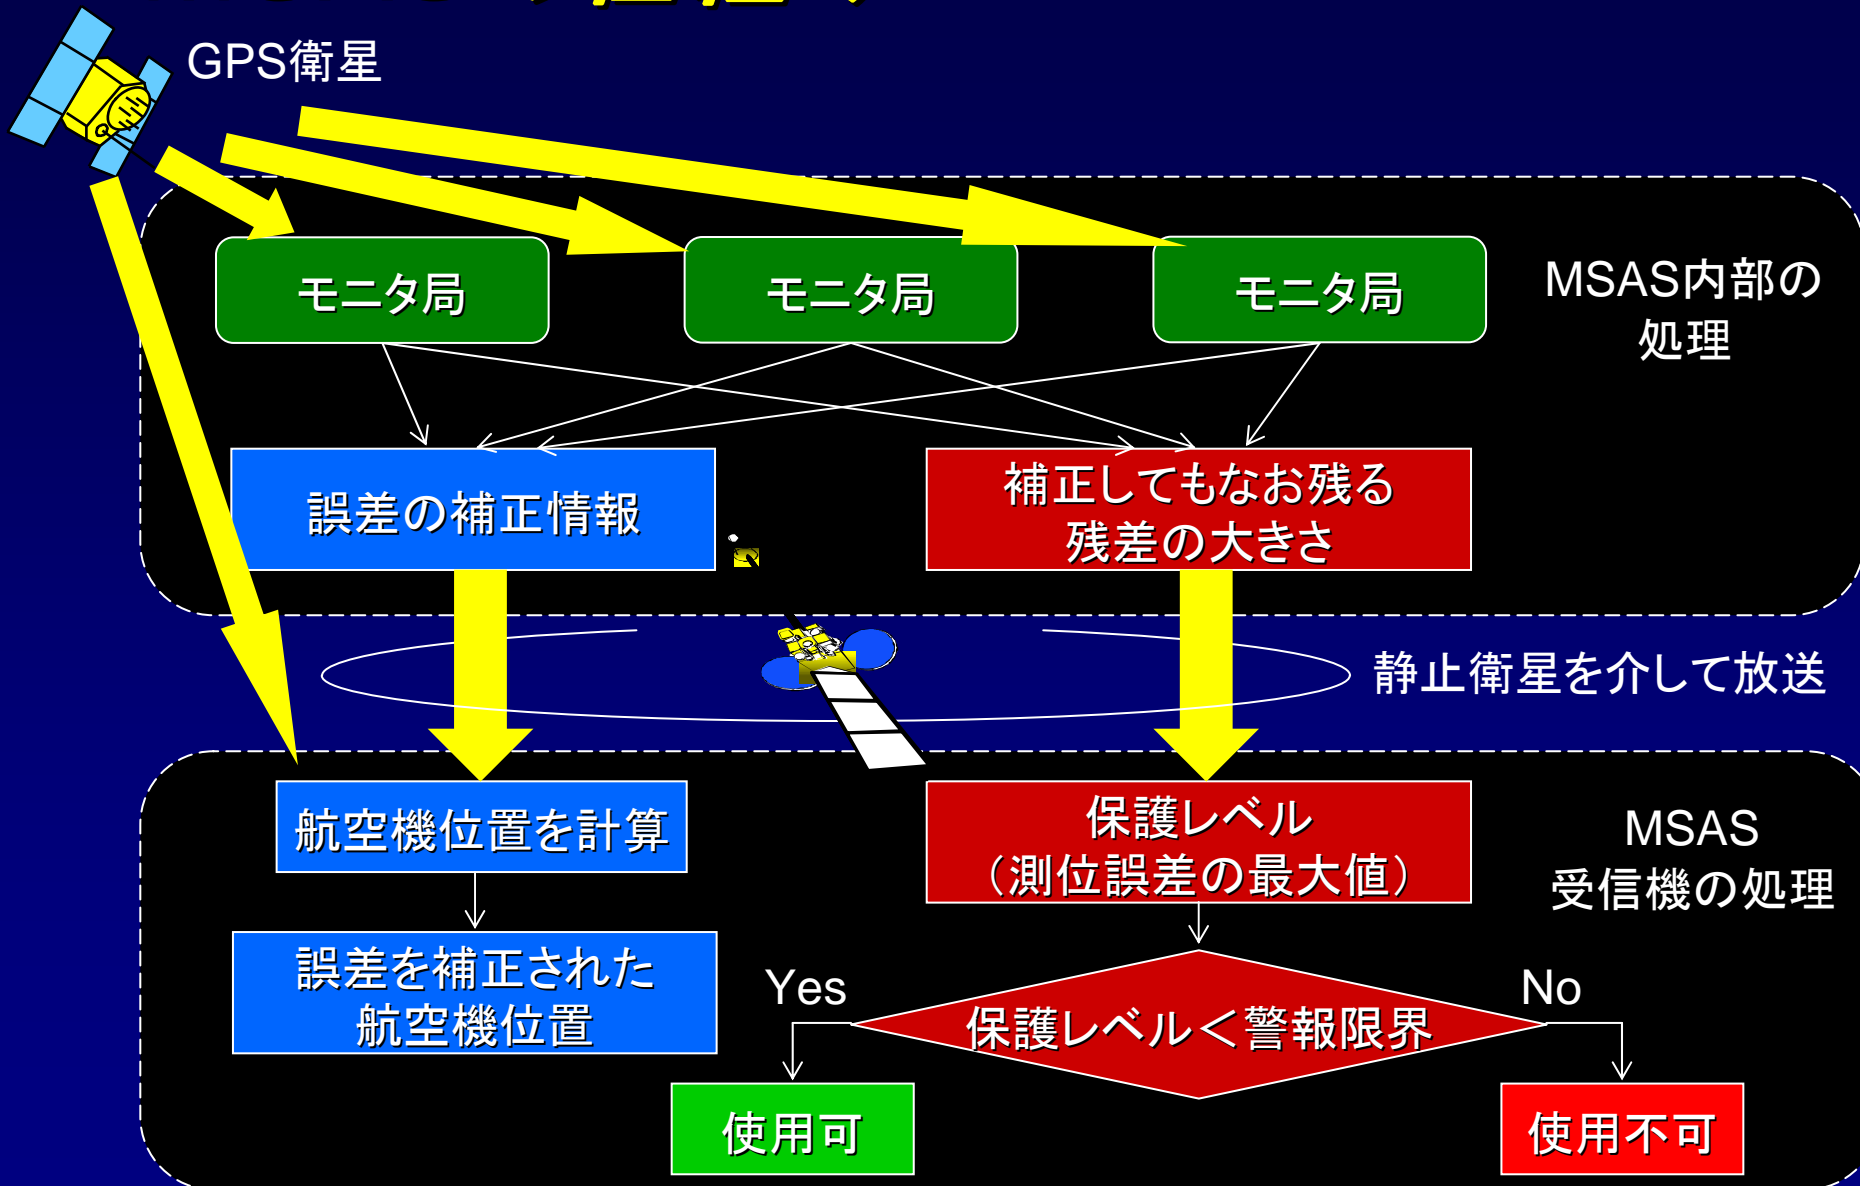 GPS衛星
モニタ局
モニタ局
モニタ局
MSAS内部の
処理
誤差の補正情報
補正してもなお残る
残差の大きさ
静止衛星を介して放送
航空機位置を計算
保護レベル
（測位誤差の最大値）
MSAS
受信機の処理
誤差を補正された
航空機位置
Yes
No
保護レベル＜警報限界
使用可
使用不可